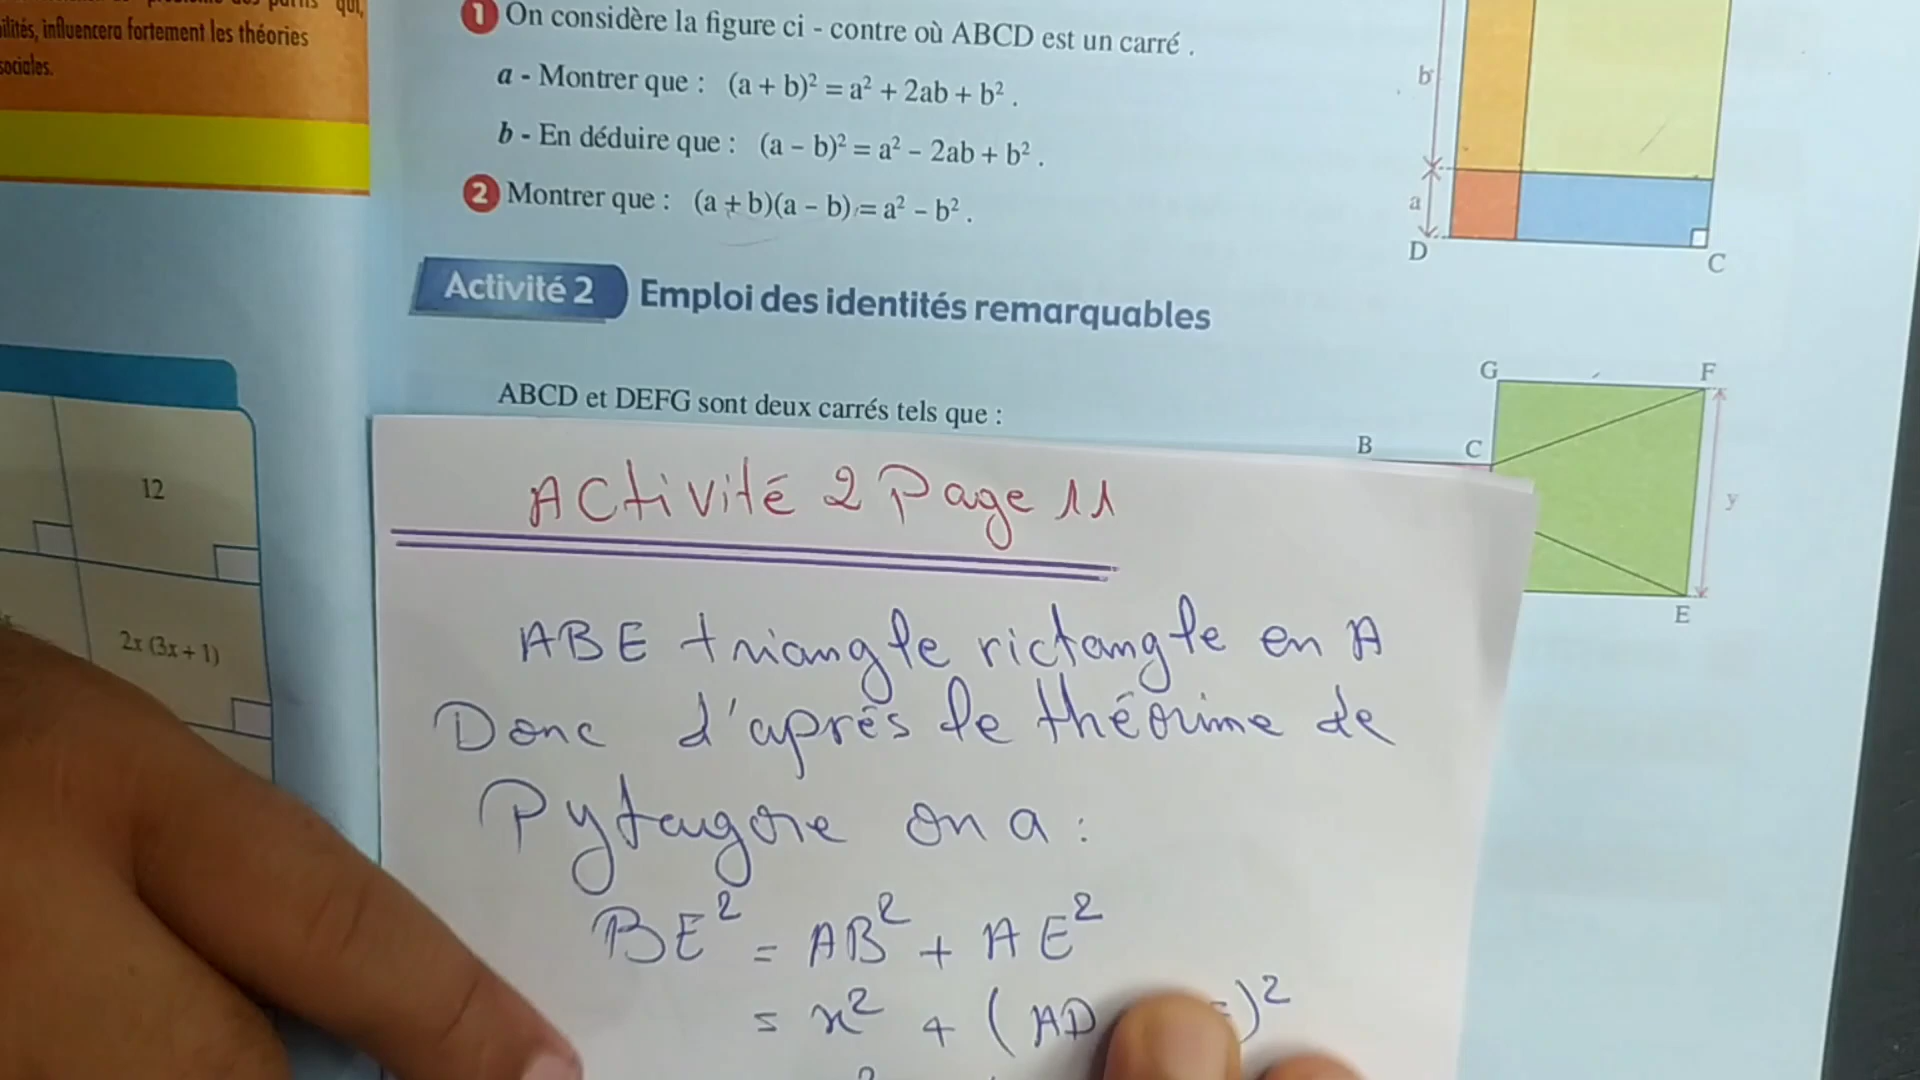 qui,
influencera fortement les théories
sociales.
1 On considère la figure ci - contre où ABCD est un carré .
a - Montrer que : (a + b)² = a² + 2ab + b² .
b - En déduire que : (a – b)² = a² – 2ab + b² .
2 Montrer que : (a + b)(a – b) = a² – b² .
b
a
D
C
Activité 2 Emploi des identités remarquables
ABCD et DEFG sont deux carrés tels que :
G
F
B
C
y
E
12
2x (3x + 1)
Activité 2 Page 11
ABE triangle rictangle en A
Donc d'aprés le théorime de
Pytagore on a :
BE² = AB² + AE²
= x² + (AD )²